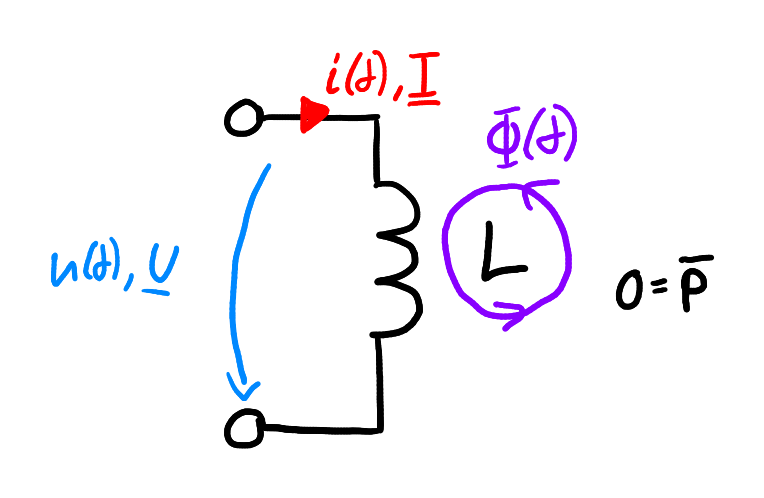 i(t), I
Φ(t)
u(t), U
L
0 = P̅